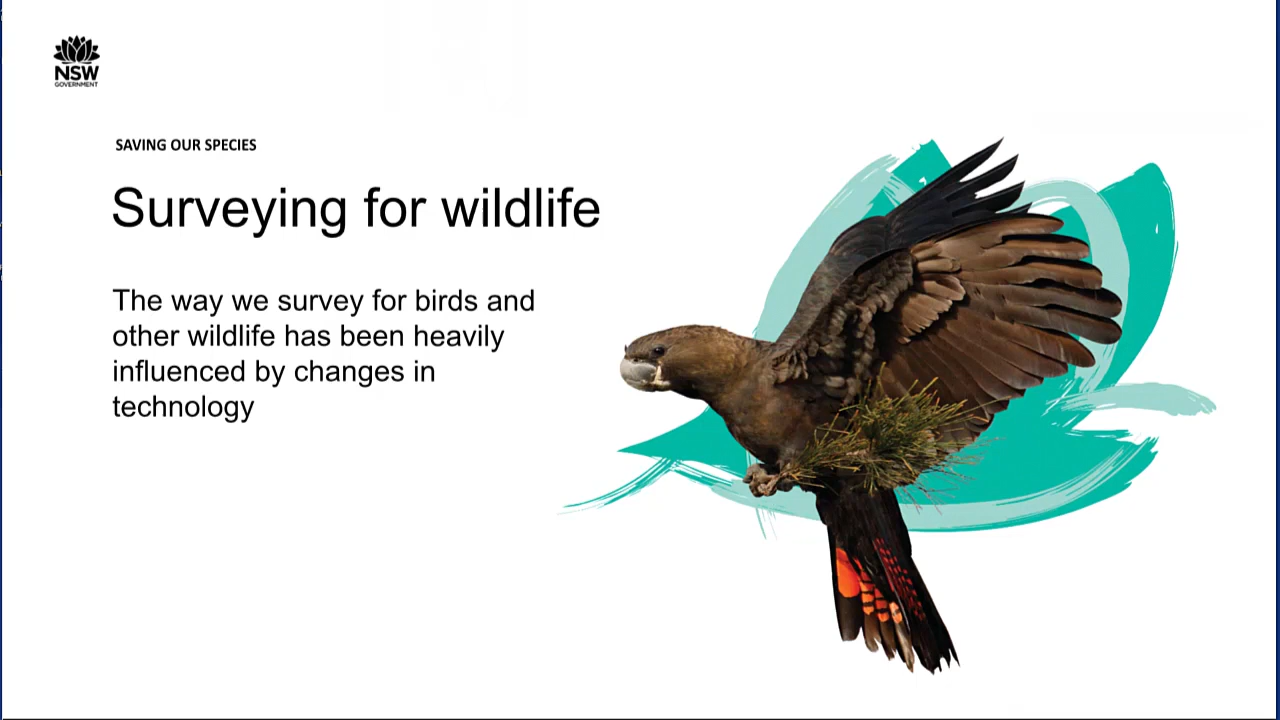 NSW
GOVERNMENT
SAVING OUR SPECIES
Surveying for wildlife
The way we survey for birds and
other wildlife has been heavily
influenced by changes in
technology